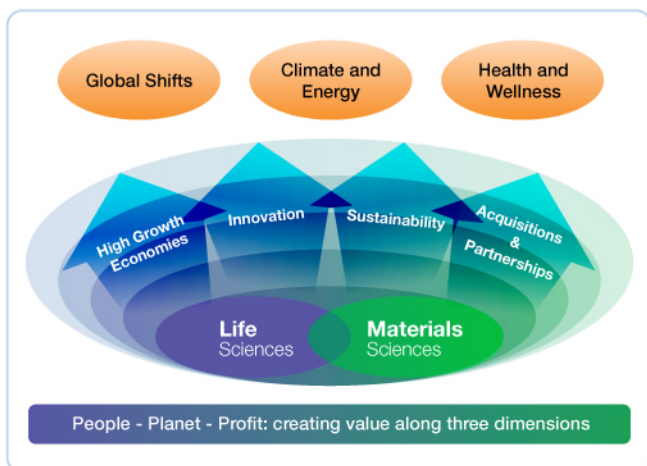 Global Shifts
Climate and
Energy
Health and
Wellness
High Growth
Economies
Innovation
Sustainability
Acquisitions
&
Partnerships
Life
Sciences
Materials
Sciences
People - Planet - Profit: creating value along three dimensions